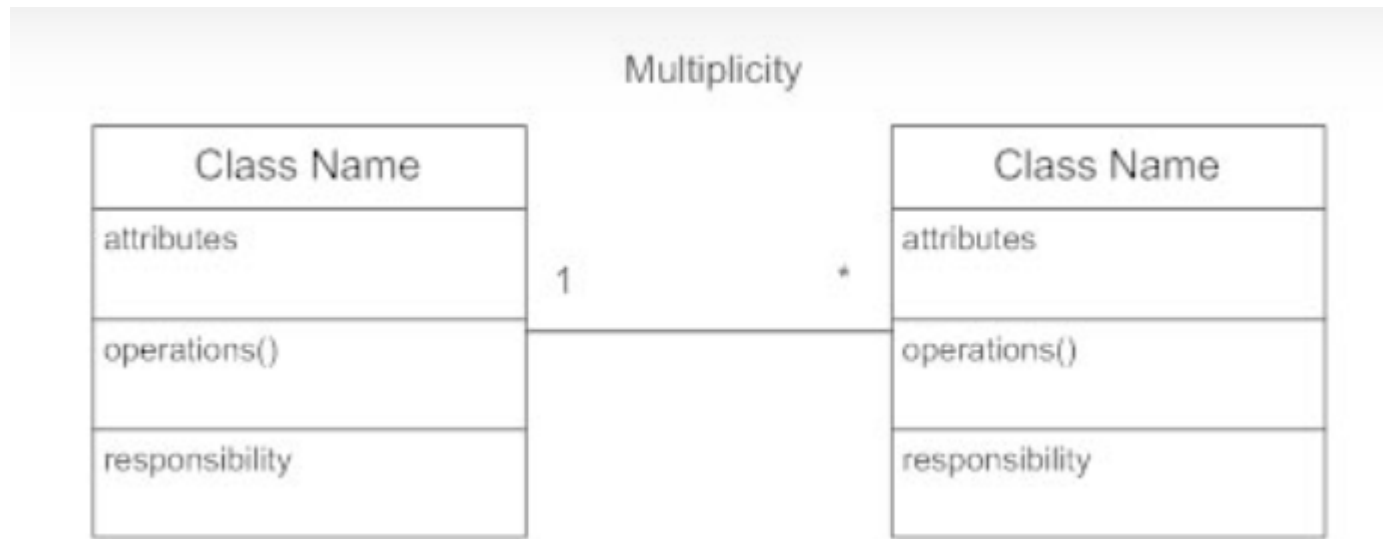 Multiplicity
Class Name
attributes
operations()
responsibility
1
*
Class Name
attributes
operations()
responsibility